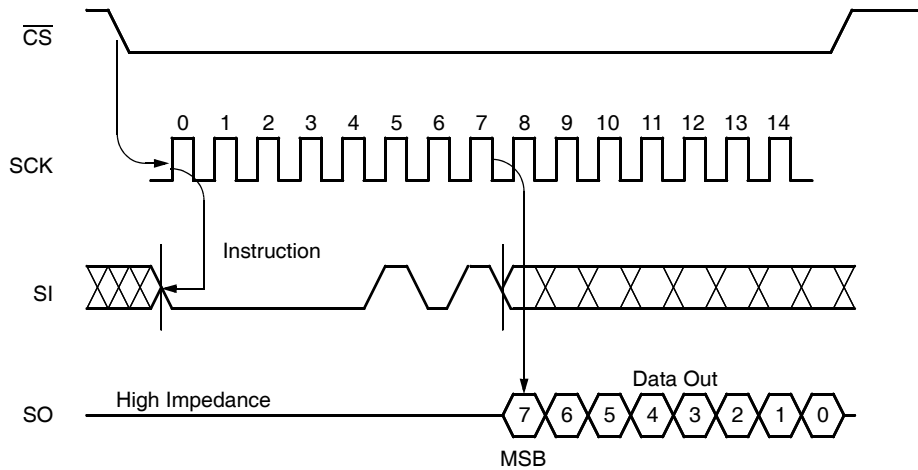 CS
0 1 2 3 4 5 6 7 8 9 10 11 12 13 14
SCK
Instruction
SI
Data Out
High Impedance
SO
7 6 5 4 3 2 1 0
MSB